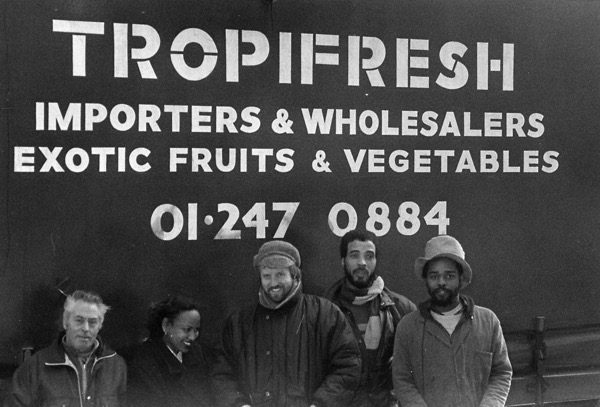 TROPIFRESH
IMPORTERS & WHOLESALERS
EXOTIC FRUITS & VEGETABLES
01·247 0884